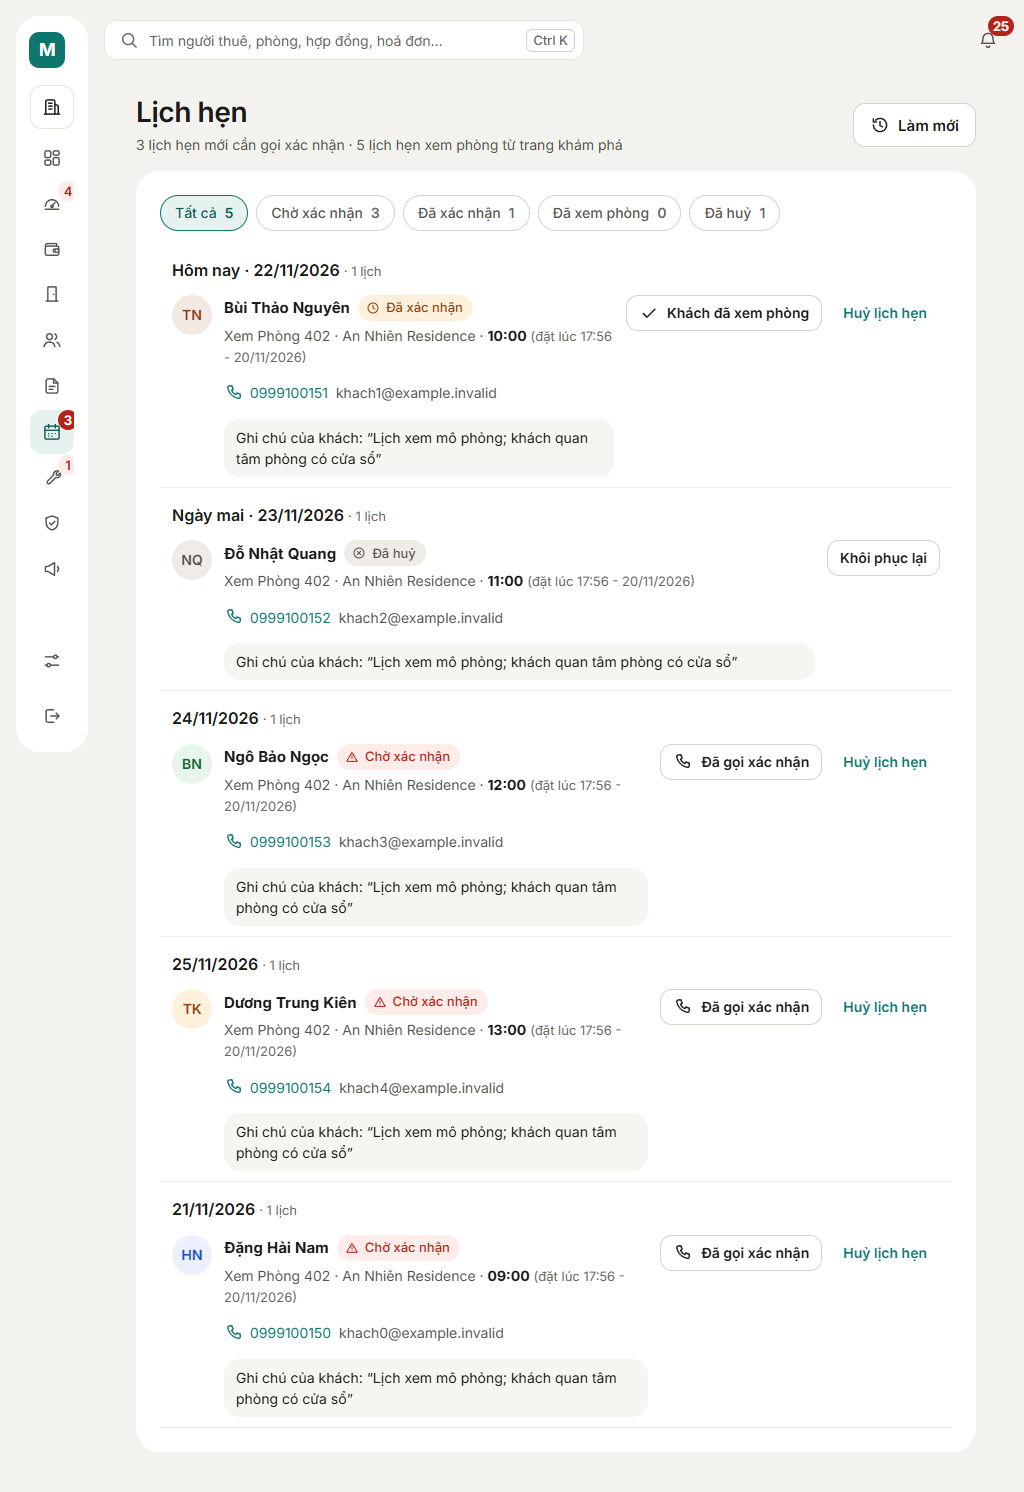 M
Tìm người thuê, phòng, hợp đồng, hoá đơn...
Ctrl K
25
4
3
1
Lịch hẹn
3 lịch hẹn mới cần gọi xác nhận · 5 lịch hẹn xem phòng từ trang khám phá
Làm mới
Tất cả 5
Chờ xác nhận 3
Đã xác nhận 1
Đã xem phòng 0
Đã huỷ 1
Hôm nay · 22/11/2026 · 1 lịch
TN
Bùi Thảo Nguyên
Đã xác nhận
Khách đã xem phòng
Huỷ lịch hẹn
Xem Phòng 402 · An Nhiên Residence · 10:00 (đặt lúc 17:56
- 20/11/2026)
0999100151 khach1@example.invalid
Ghi chú của khách: “Lịch xem mô phỏng; khách quan
tâm phòng có cửa sổ”
Ngày mai · 23/11/2026 · 1 lịch
NQ
Đỗ Nhật Quang
Đã huỷ
Khôi phục lại
Xem Phòng 402 · An Nhiên Residence · 11:00 (đặt lúc 17:56 - 20/11/2026)
0999100152 khach2@example.invalid
Ghi chú của khách: “Lịch xem mô phỏng; khách quan tâm phòng có cửa sổ”
24/11/2026 · 1 lịch
BN
Ngô Bảo Ngọc
Chờ xác nhận
Đã gọi xác nhận
Huỷ lịch hẹn
Xem Phòng 402 · An Nhiên Residence · 12:00 (đặt lúc 17:56 -
20/11/2026)
0999100153 khach3@example.invalid
Ghi chú của khách: “Lịch xem mô phỏng; khách quan tâm
phòng có cửa sổ”
25/11/2026 · 1 lịch
TK
Dương Trung Kiên
Chờ xác nhận
Đã gọi xác nhận
Huỷ lịch hẹn
Xem Phòng 402 · An Nhiên Residence · 13:00 (đặt lúc 17:56 -
20/11/2026)
0999100154 khach4@example.invalid
Ghi chú của khách: “Lịch xem mô phỏng; khách quan tâm
phòng có cửa sổ”
21/11/2026 · 1 lịch
HN
Đặng Hải Nam
Chờ xác nhận
Đã gọi xác nhận
Huỷ lịch hẹn
Xem Phòng 402 · An Nhiên Residence · 09:00 (đặt lúc 17:56 -
20/11/2026)
0999100150 khach0@example.invalid
Ghi chú của khách: “Lịch xem mô phỏng; khách quan tâm
phòng có cửa sổ”